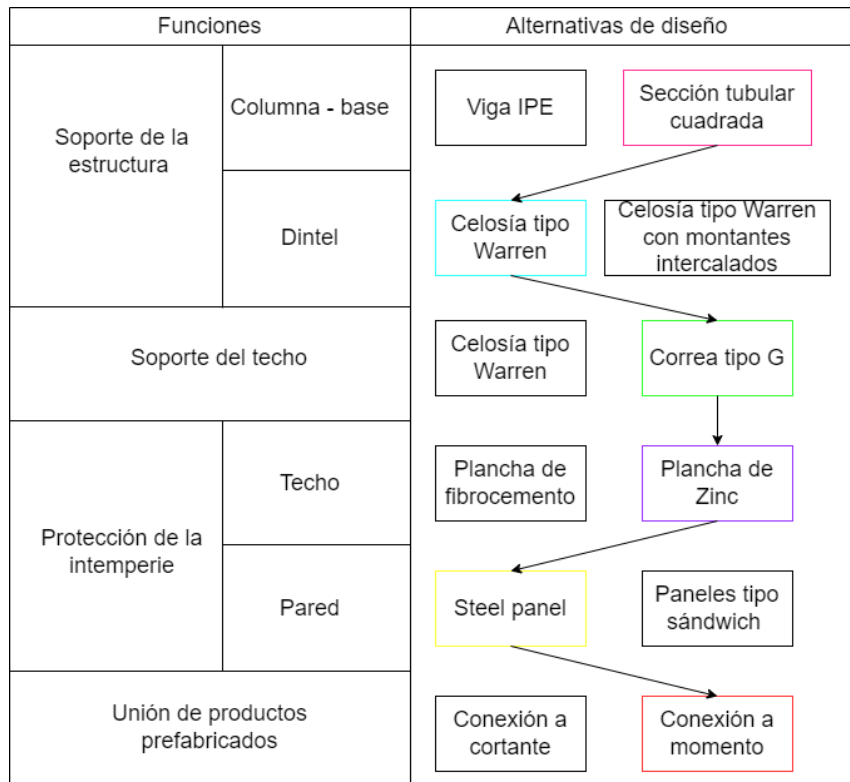 Funciones
Alternativas de diseño
Soporte de la
estructura
Columna - base
Viga IPE
Sección tubular
cuadrada
Dintel
Celosía tipo
Warren
Celosía tipo Warren
con montantes
intercalados
Soporte del techo
Celosía tipo
Warren
Correa tipo G
Protección de la
intemperie
Techo
Plancha de
fibrocemento
Plancha de
Zinc
Pared
Steel panel
Paneles tipo
sándwich
Unión de productos
prefabricados
Conexión a
cortante
Conexión a
momento